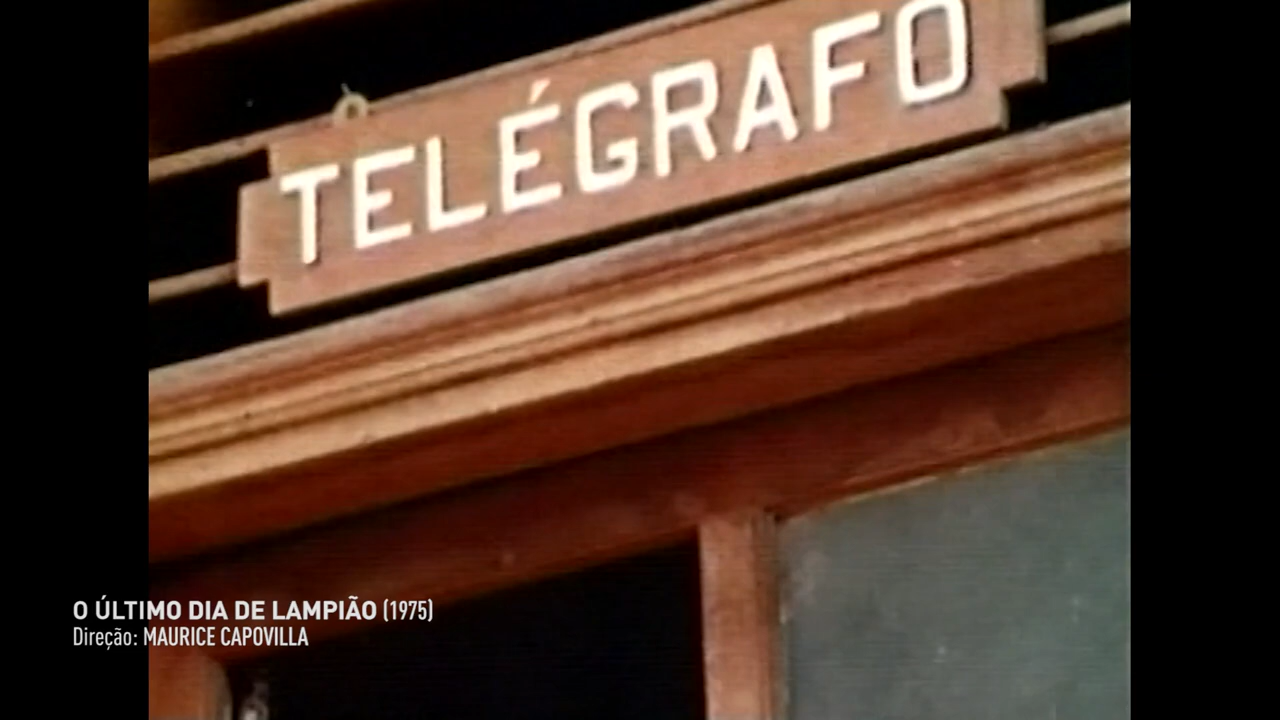 TELÉGRAFO
O ÚLTIMO DIA DE LAMPIÃO (1975)
Direção: MAURICE CAPOVILLA